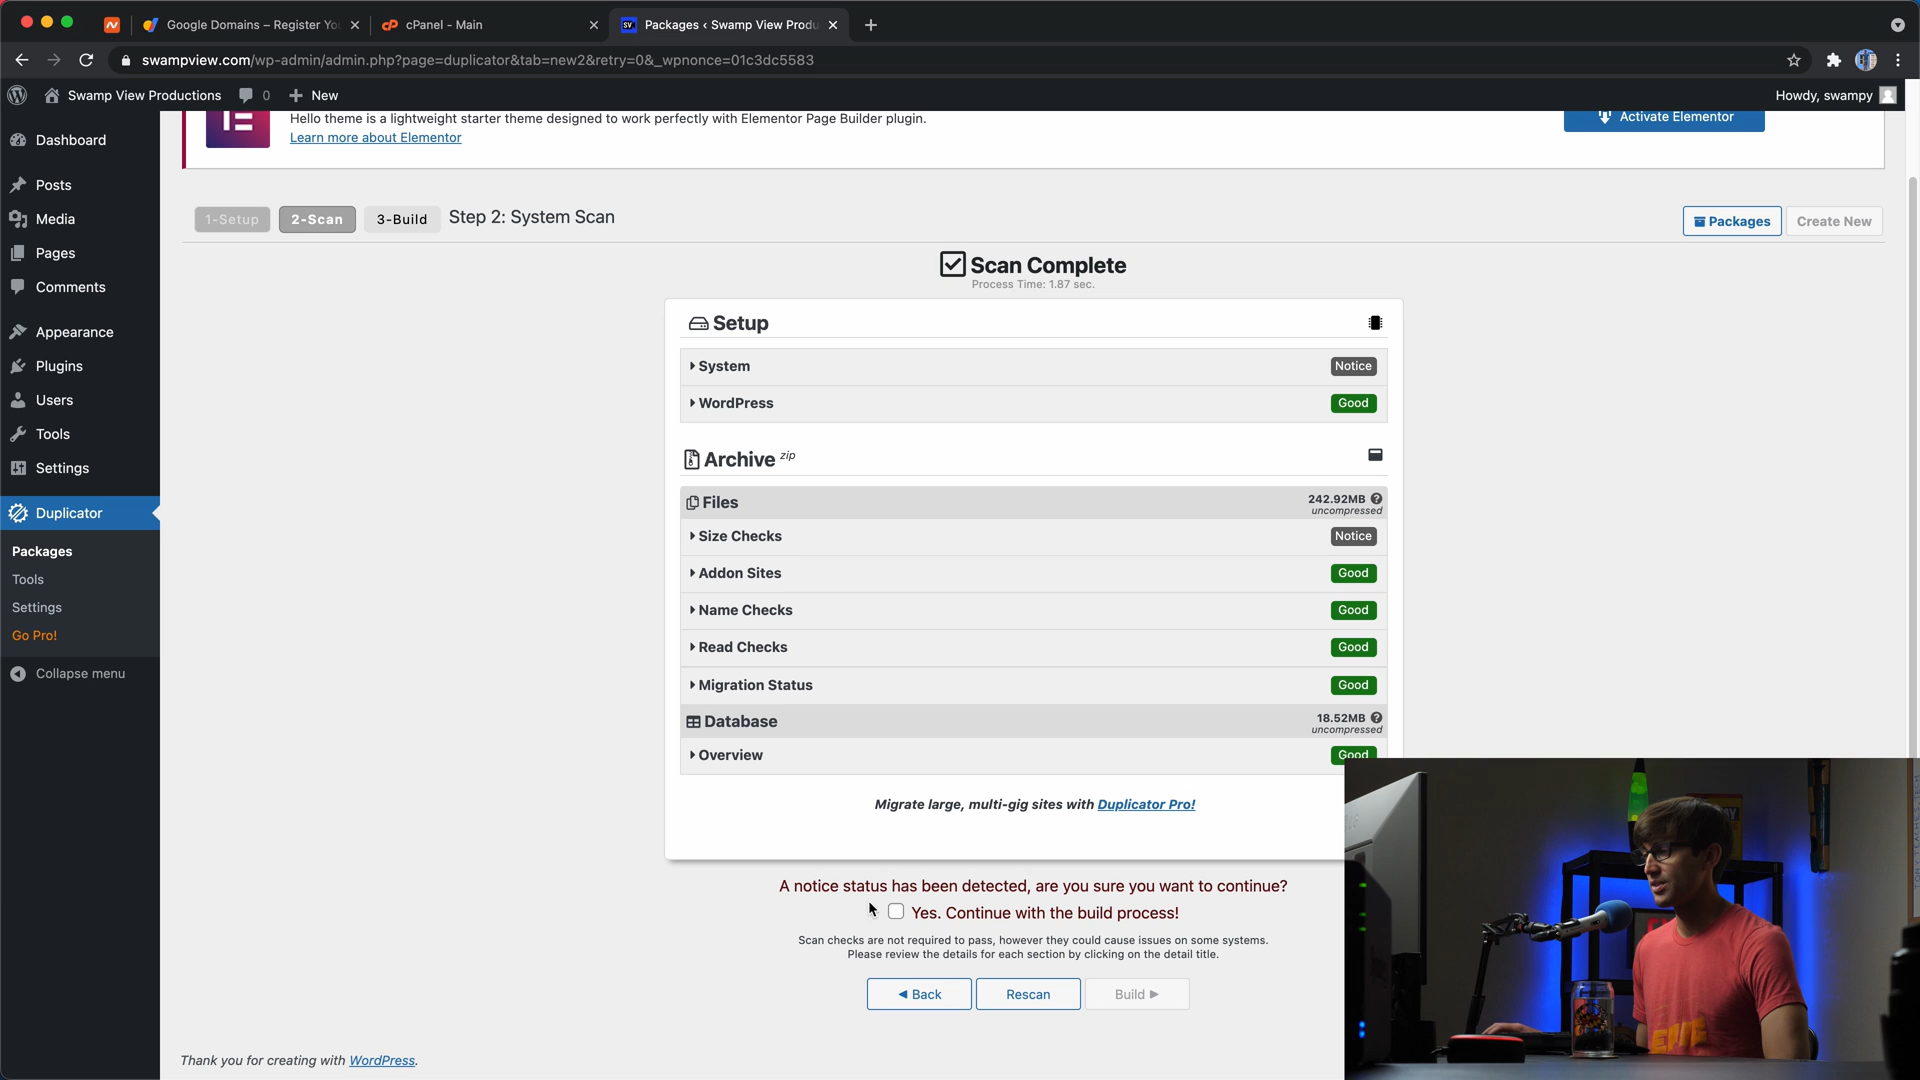 Google Domains – Register Yo
cPanel - Main
SV
Packages ‹ Swamp View Produ
swampview.com/wp-admin/admin.php?page=duplicator&tab=new2&retry=0&_wpnonce=01c3dc5583
Swamp View Productions
0
New
Howdy, swampy
Hello theme is a lightweight starter theme designed to work perfectly with Elementor Page Builder plugin.
Learn more about Elementor
Activate Elementor
Dashboard
Posts
Media
Pages
Comments
Appearance
Plugins
Users
Tools
Settings
Duplicator
Packages
Tools
Settings
Go Pro!
Collapse menu
1-Setup
2-Scan
3-Build
Step 2: System Scan
Packages
Create New
Scan Complete
Process Time: 1.87 sec.
Setup
System
Notice
WordPress
Good
Archive zip
Files
242.92MB
uncompressed
Size Checks
Notice
Addon Sites
Good
Name Checks
Good
Read Checks
Good
Migration Status
Good
Database
18.52MB
uncompressed
Overview
Good
Migrate large, multi-gig sites with Duplicator Pro!
A notice status has been detected, are you sure you want to continue?
Yes. Continue with the build process!
Scan checks are not required to pass, however they could cause issues on some systems.
Please review the details for each section by clicking on the detail title.
Back
Rescan
Build
Thank you for creating with WordPress.